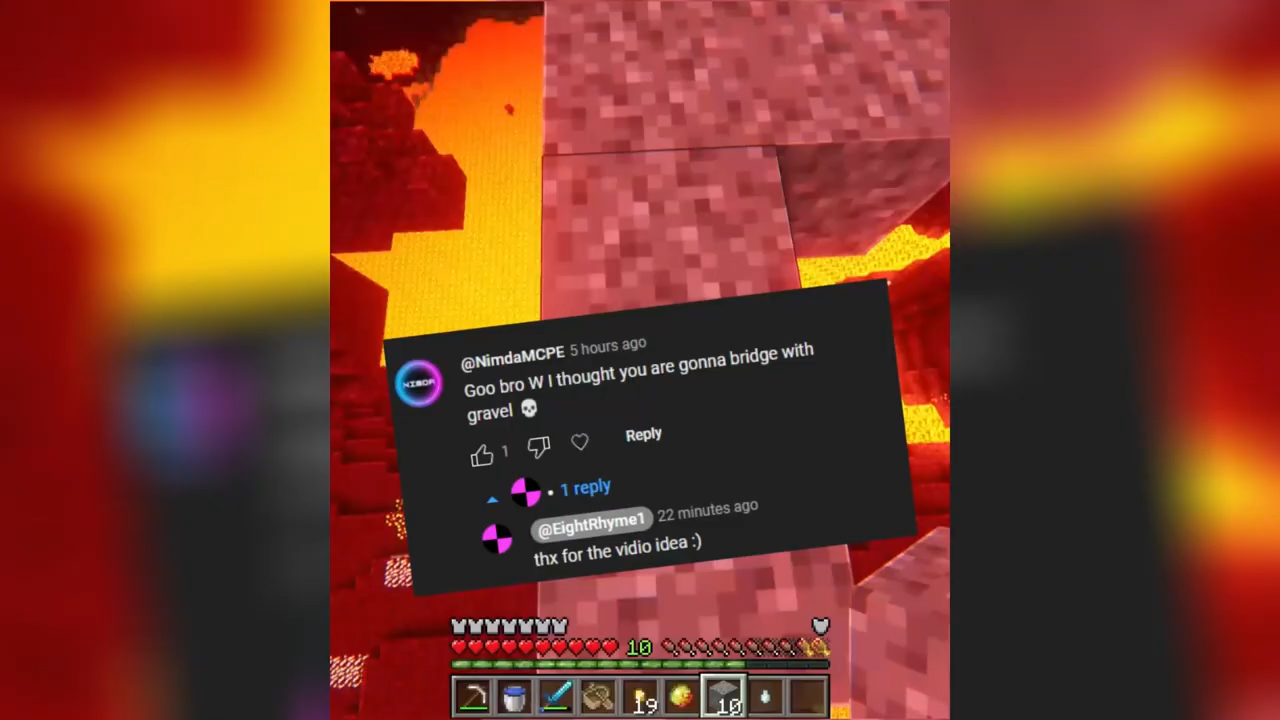 @NimdaMCPE 5 hours ago
Goo bro W I thought you are gonna bridge with
gravel 💀
NIMDA
1
Reply
• 1 reply
@EightRhyme1 22 minutes ago
thx for the vidio idea :)
10
19
10